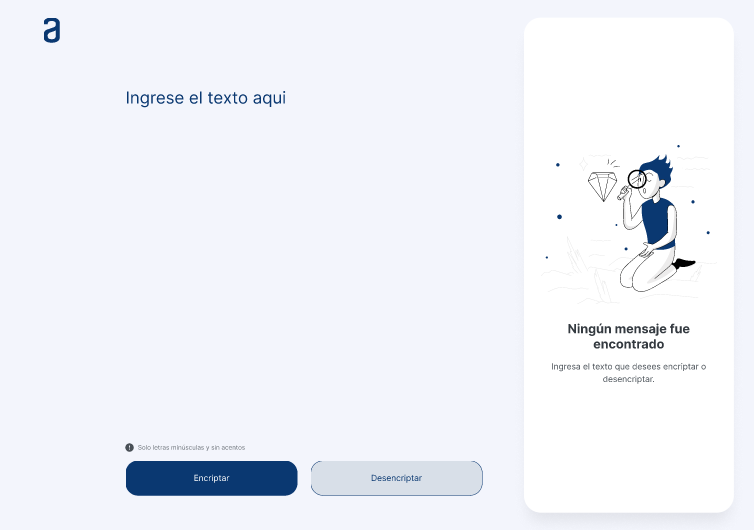 a
Ingrese el texto aqui
Ningún mensaje fue
encontrado
Ingresa el texto que desees encriptar o
desencriptar.
Solo letras minúsculas y sin acentos
Encriptar
Desencriptar